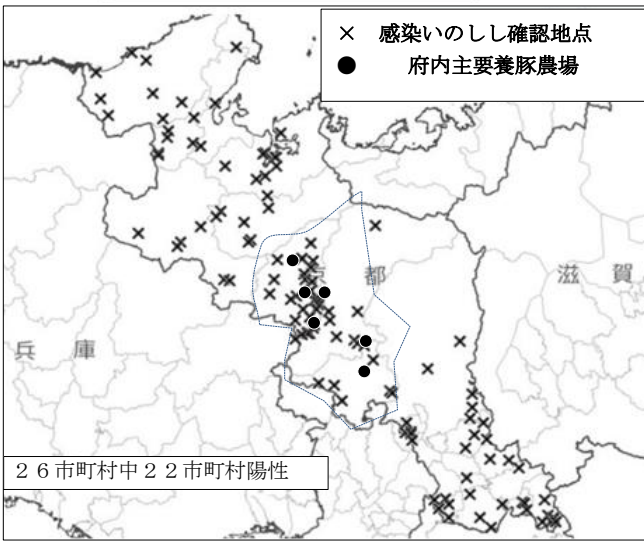 × 感染いのしし確認地点
● 府内主要養豚農場
京 都
滋 賀
兵 庫
２６市町村中２２市町村陽性